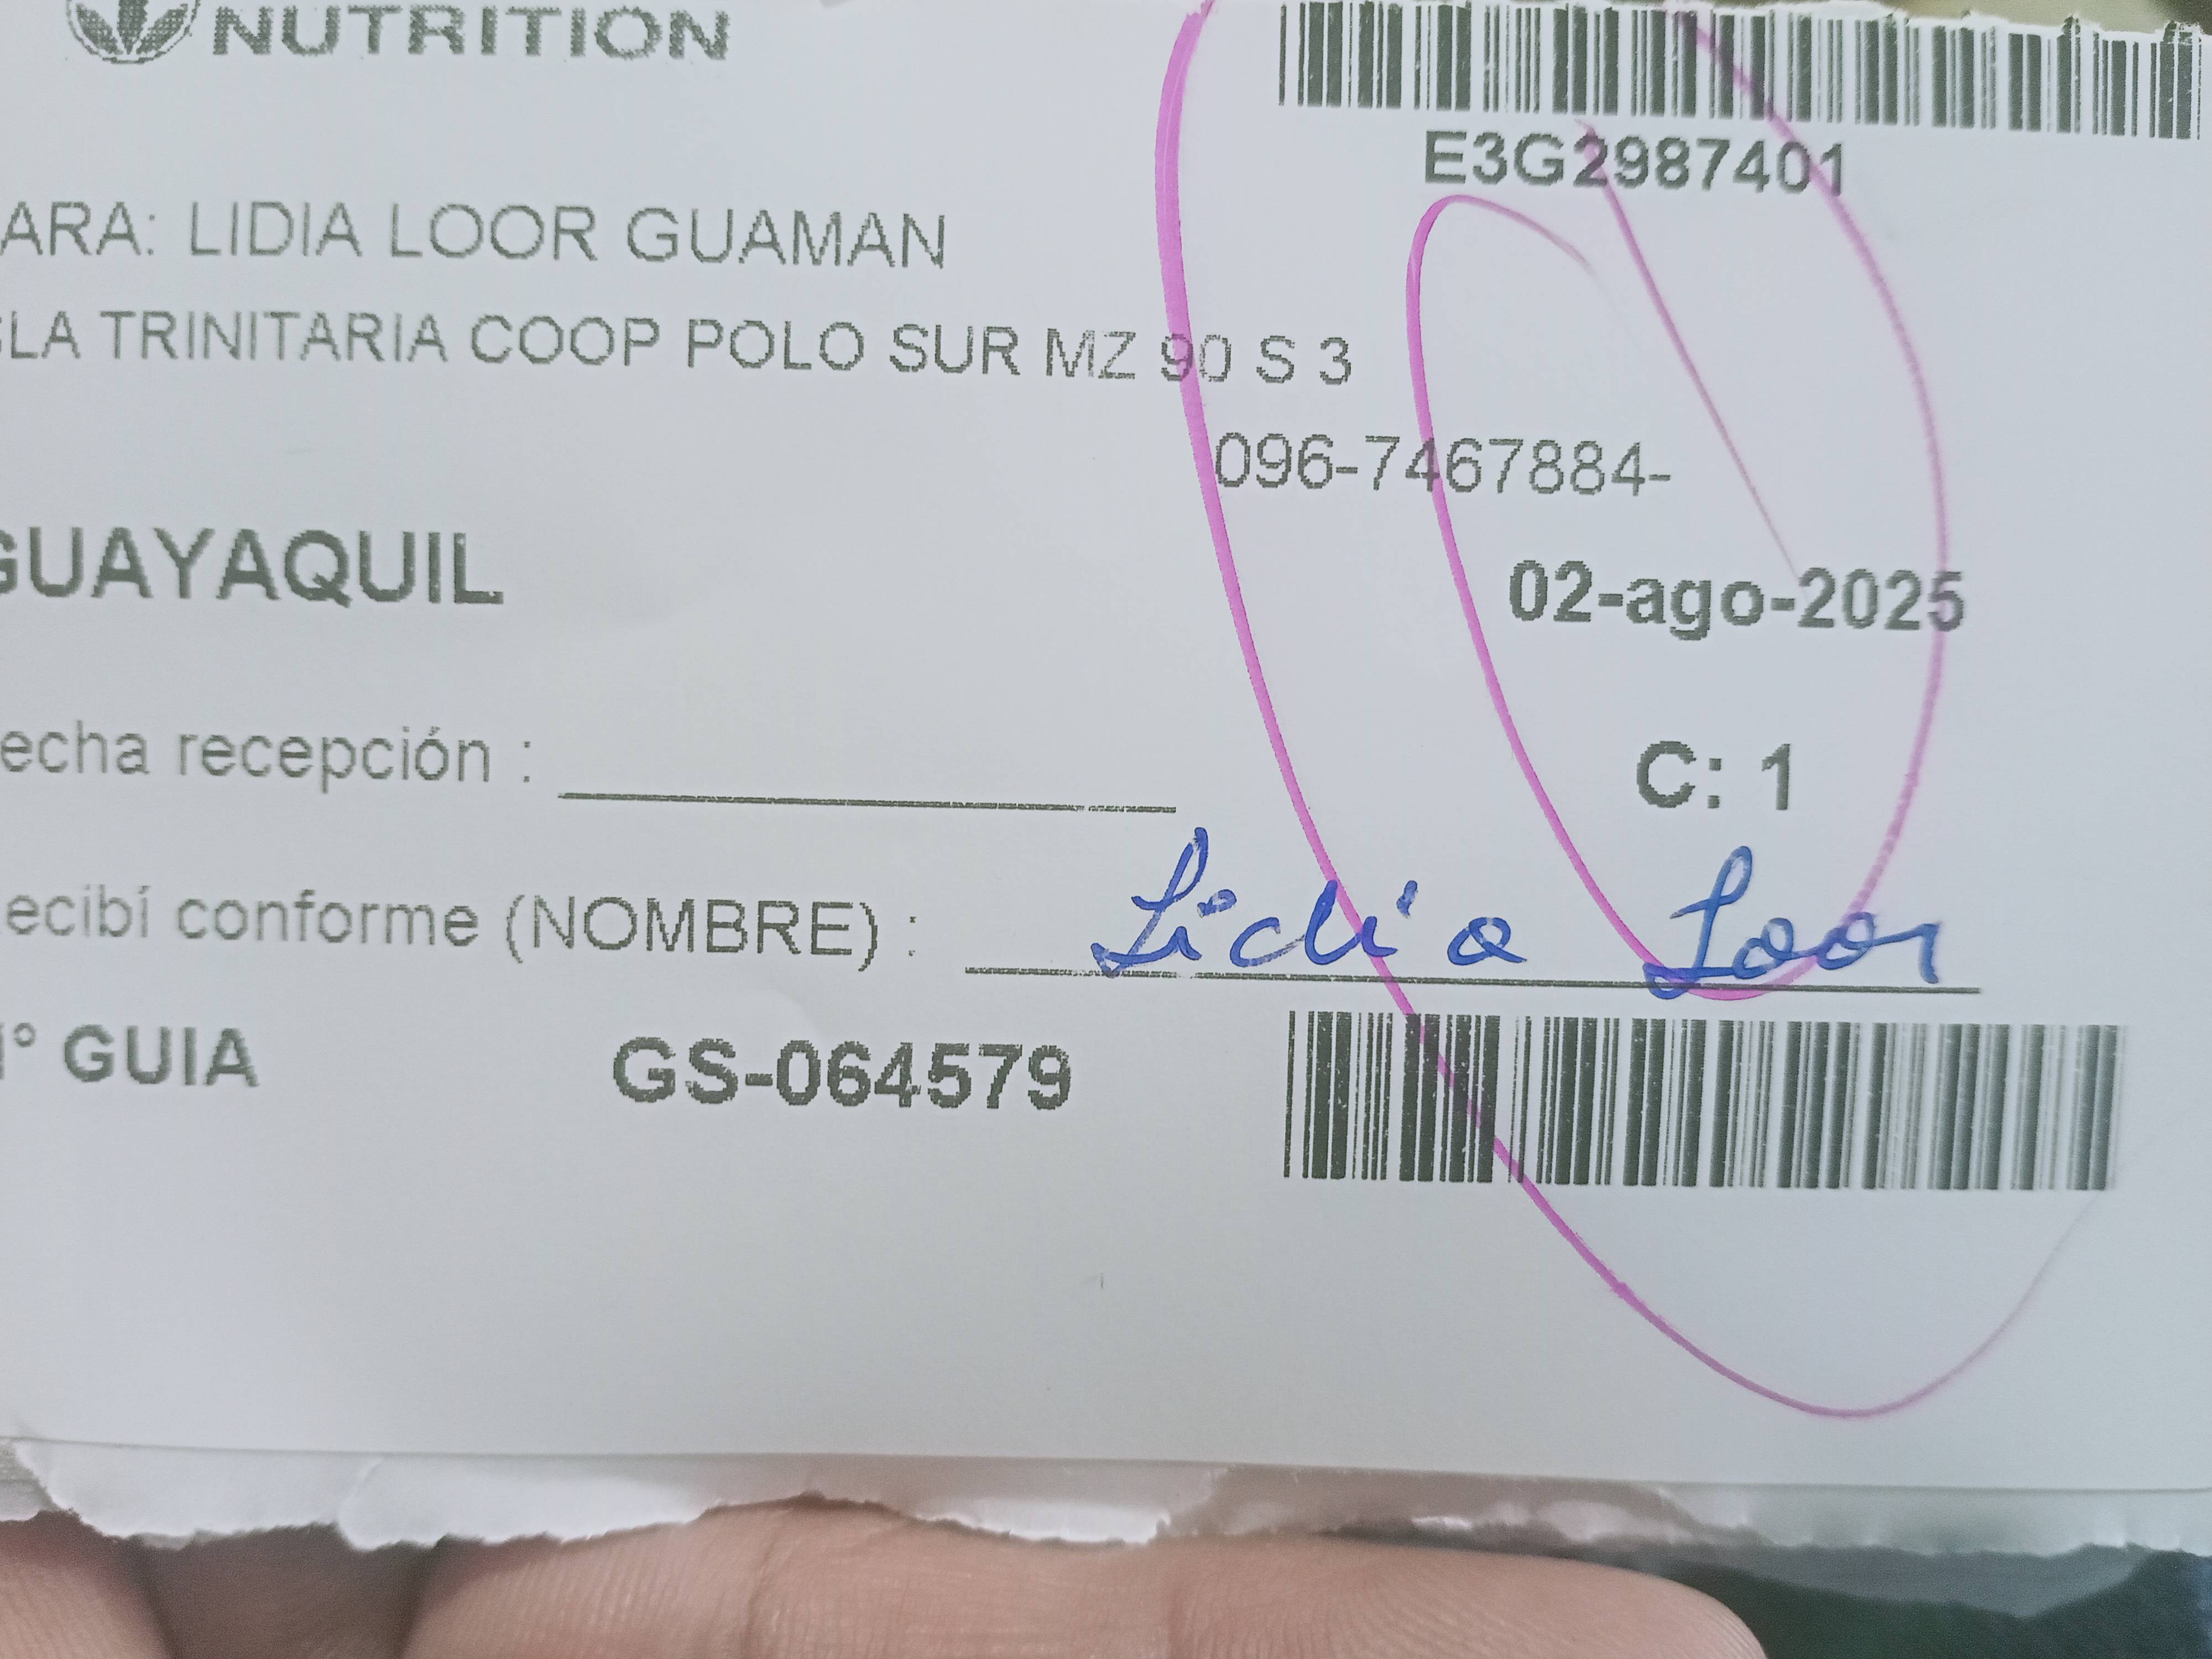 NUTRITION
E3G2987401
ARA: LIDIA LOOR GUAMAN
SLA TRINITARIA COOP POLO SUR MZ 90 S 3
096-7467884-
GUAYAQUIL
02-ago-2025
echa recepción :
C: 1
ecibí conforme (NOMBRE) : Lidia Loor
N° GUIA GS-064579